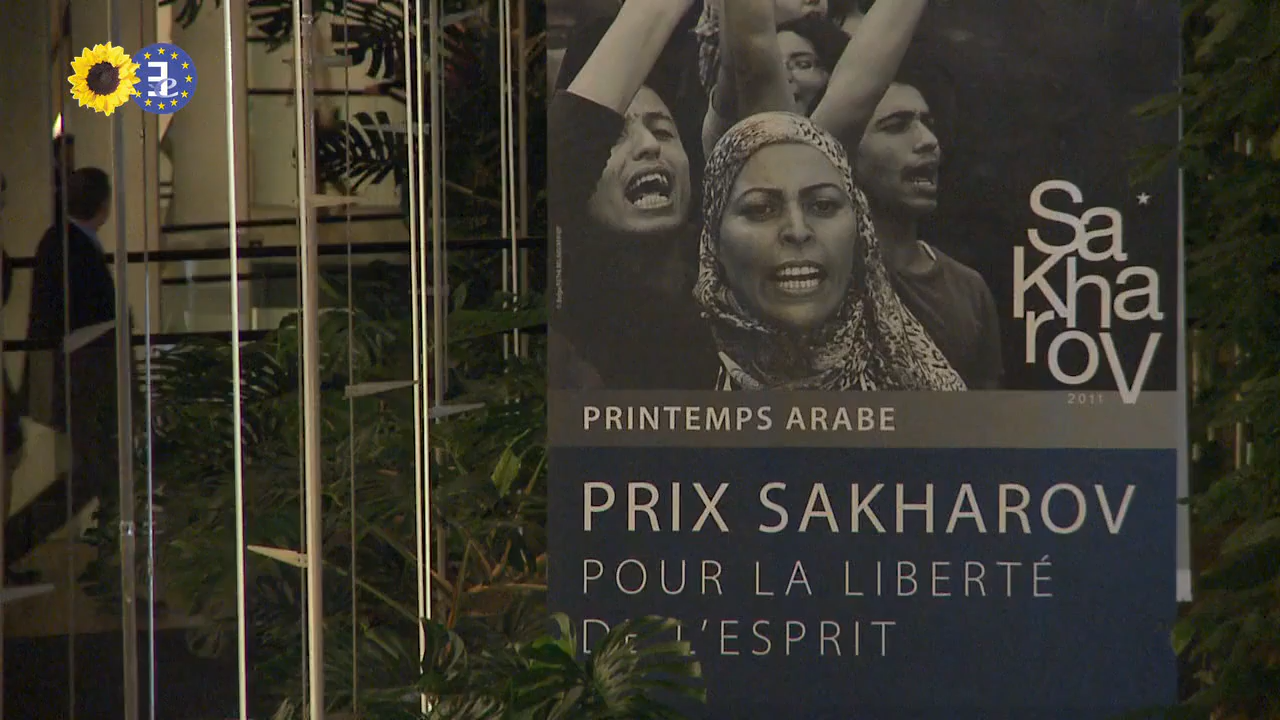 Sa
Kha
roV
2011
PRINTEMPS ARABE
PRIX SAKHAROV
POUR LA LIBERTÉ
DE L'ESPRIT